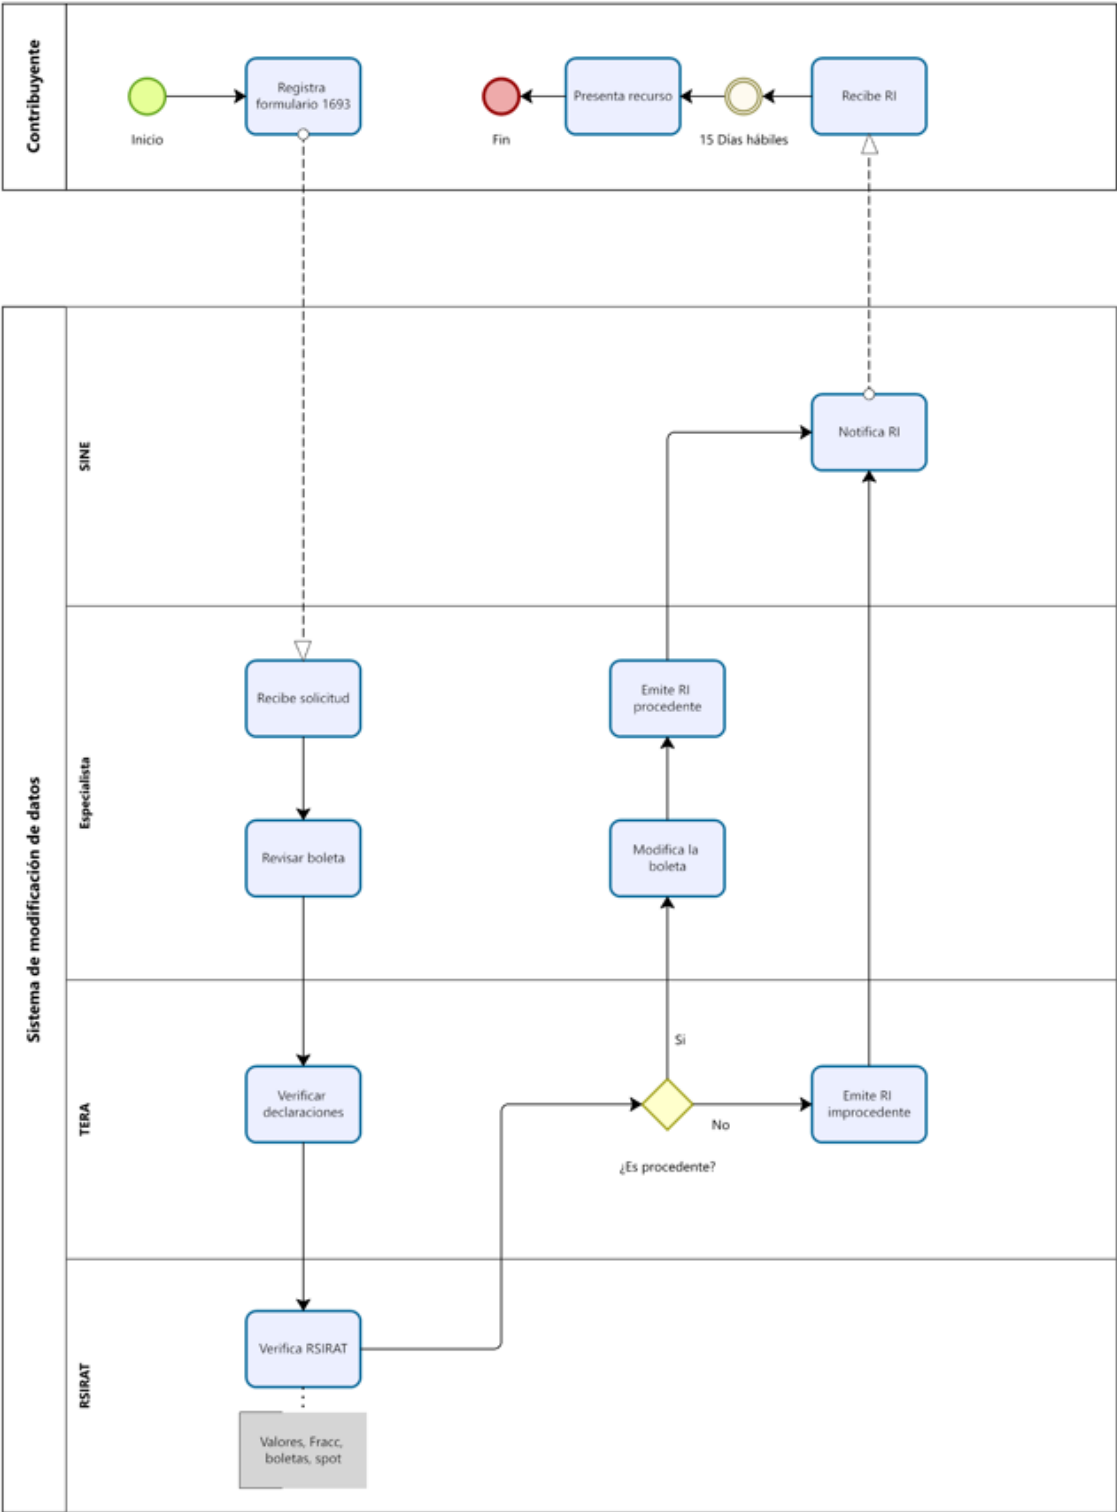 Contribuyente
Inicio
Registra
formulario 1693
Fin
Presenta recurso
15 Días hábiles
Recibe RI
Sistema de modificación de datos
SINE
Notifica RI
Especialista
Recibe solicitud
Emite RI
procedente
Revisar boleta
Modifica la
boleta
TERA
Verificar
declaraciones
Si
No
¿Es procedente?
Emite RI
improcedente
RSIRAT
Verifica RSIRAT
Valores, Fracc,
boletas, spot